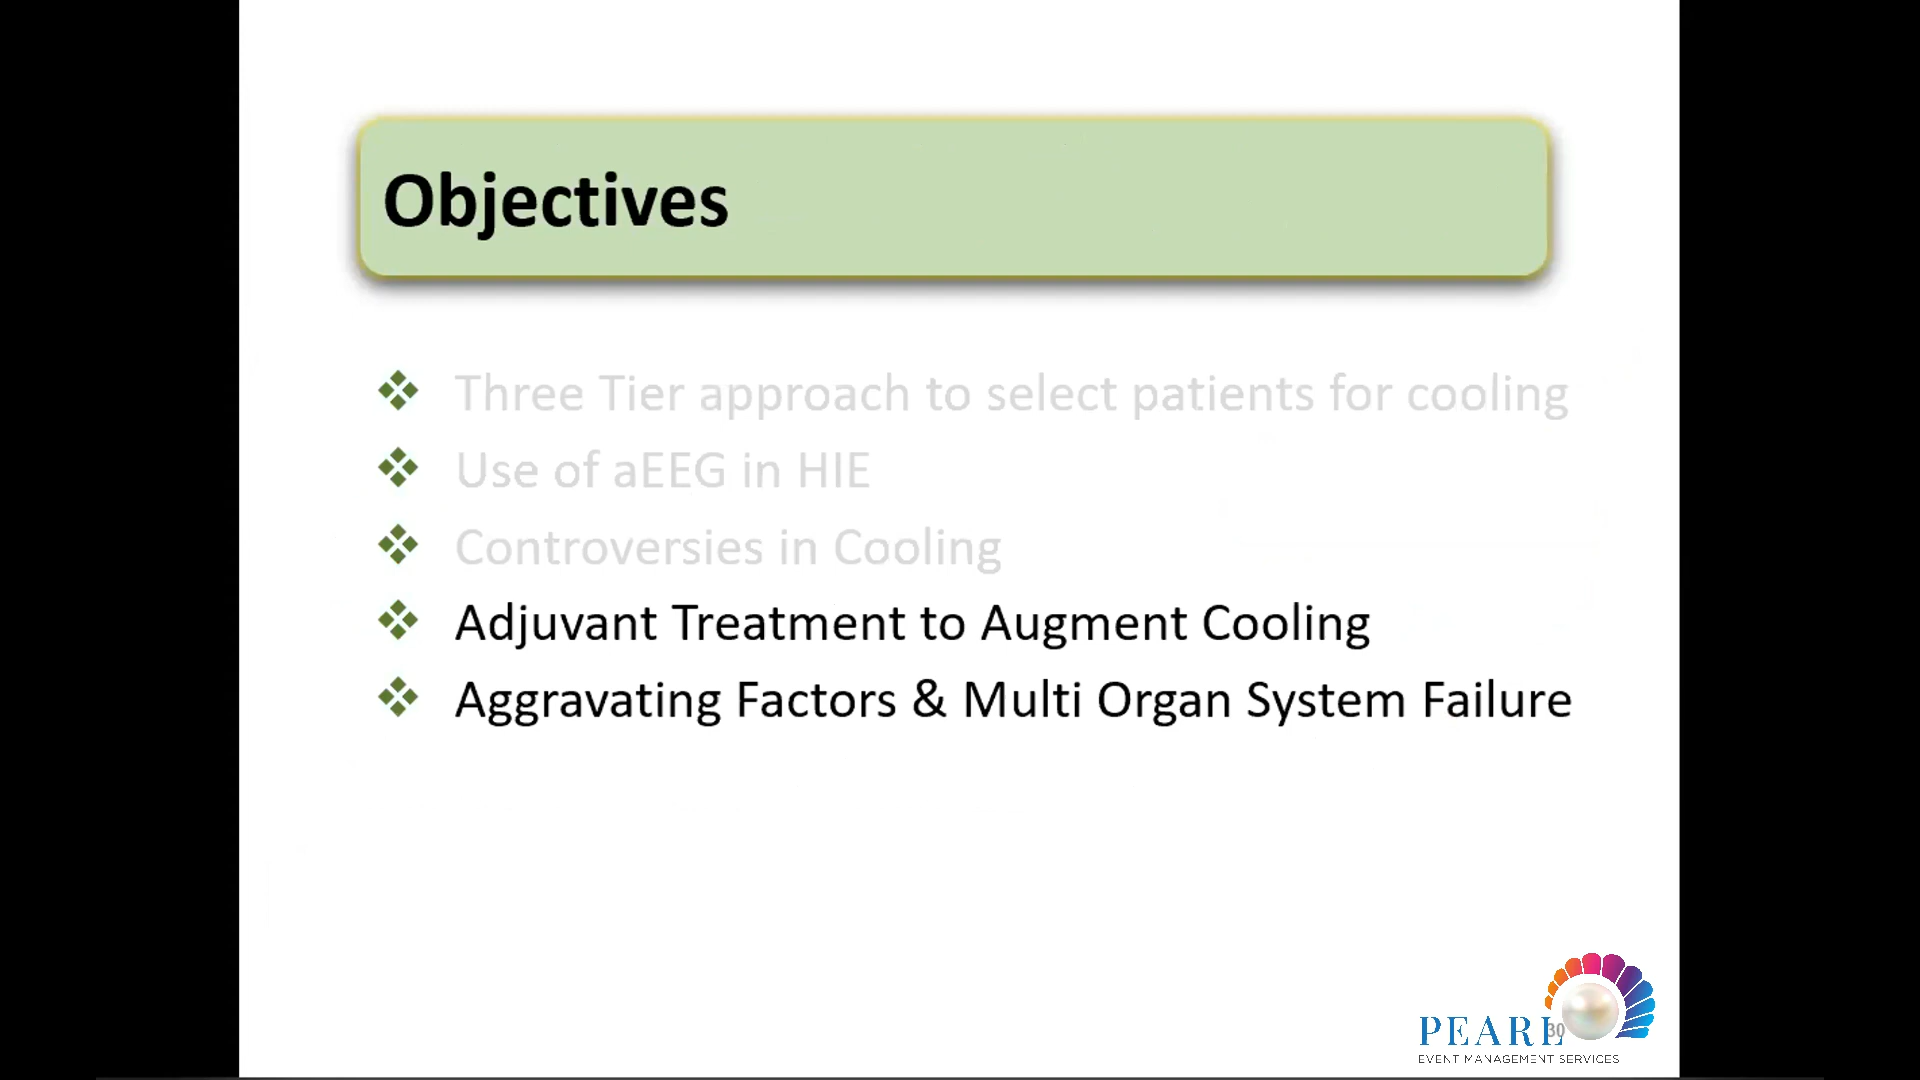 Objectives
Three Tier approach to select patients for cooling
Use of aEEG in HIE
Controversies in Cooling
Adjuvant Treatment to Augment Cooling
Aggravating Factors & Multi Organ System Failure
PEARL
30
EVENT MANAGEMENT SERVICES